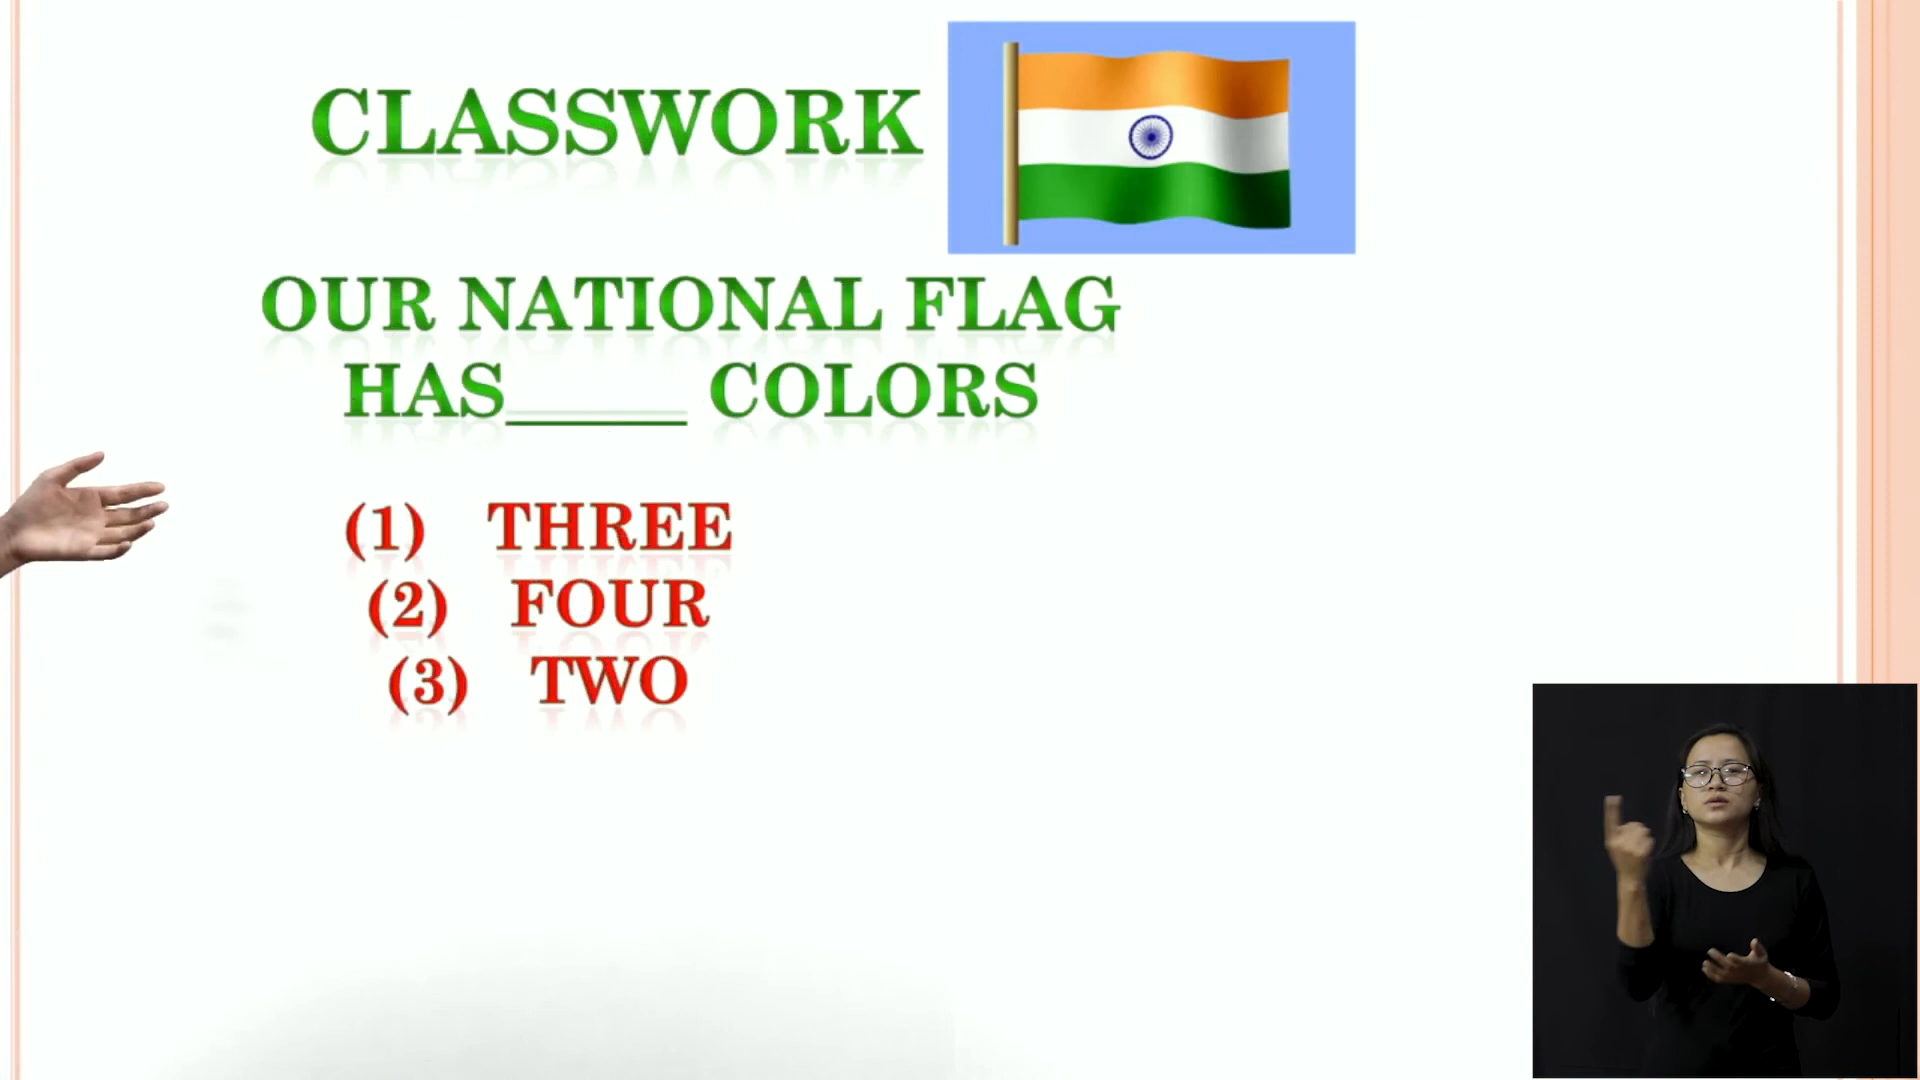 CLASSWORK
OUR NATIONAL FLAG
HAS_____ COLORS
(1) THREE
(2) FOUR
(3) TWO